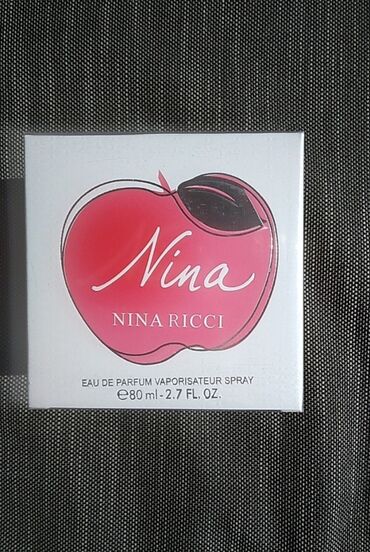 Nina
NINA RICCI
EAU DE PARFUM VAPORISATEUR SPRAY
℮80 ml - 2.7 FL. OZ.